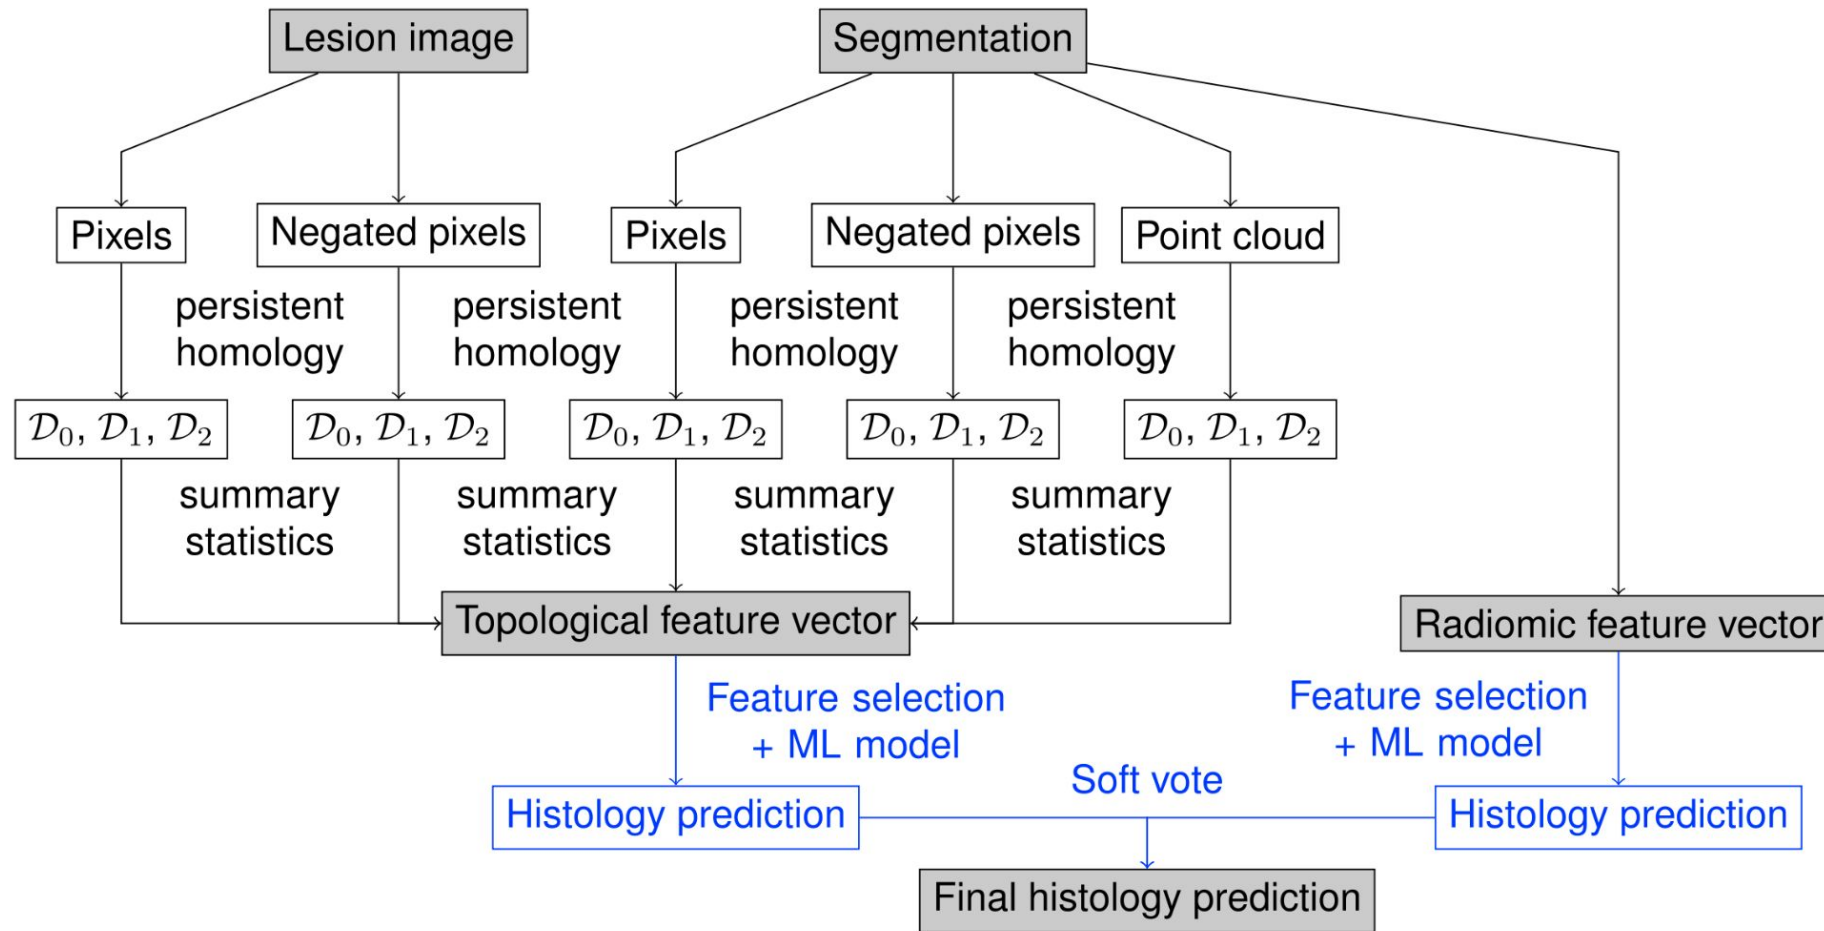 Lesion image
Segmentation
Pixels
Negated pixels
Pixels
Negated pixels
Point cloud
persistent
homology
persistent
homology
persistent
homology
persistent
homology
𝒟₀, 𝒟₁, 𝒟₂
𝒟₀, 𝒟₁, 𝒟₂
𝒟₀, 𝒟₁, 𝒟₂
𝒟₀, 𝒟₁, 𝒟₂
𝒟₀, 𝒟₁, 𝒟₂
summary
statistics
summary
statistics
summary
statistics
summary
statistics
Topological feature vector
Radiomic feature vector
Feature selection
+ ML model
Feature selection
+ ML model
Soft vote
Histology prediction
Histology prediction
Final histology prediction